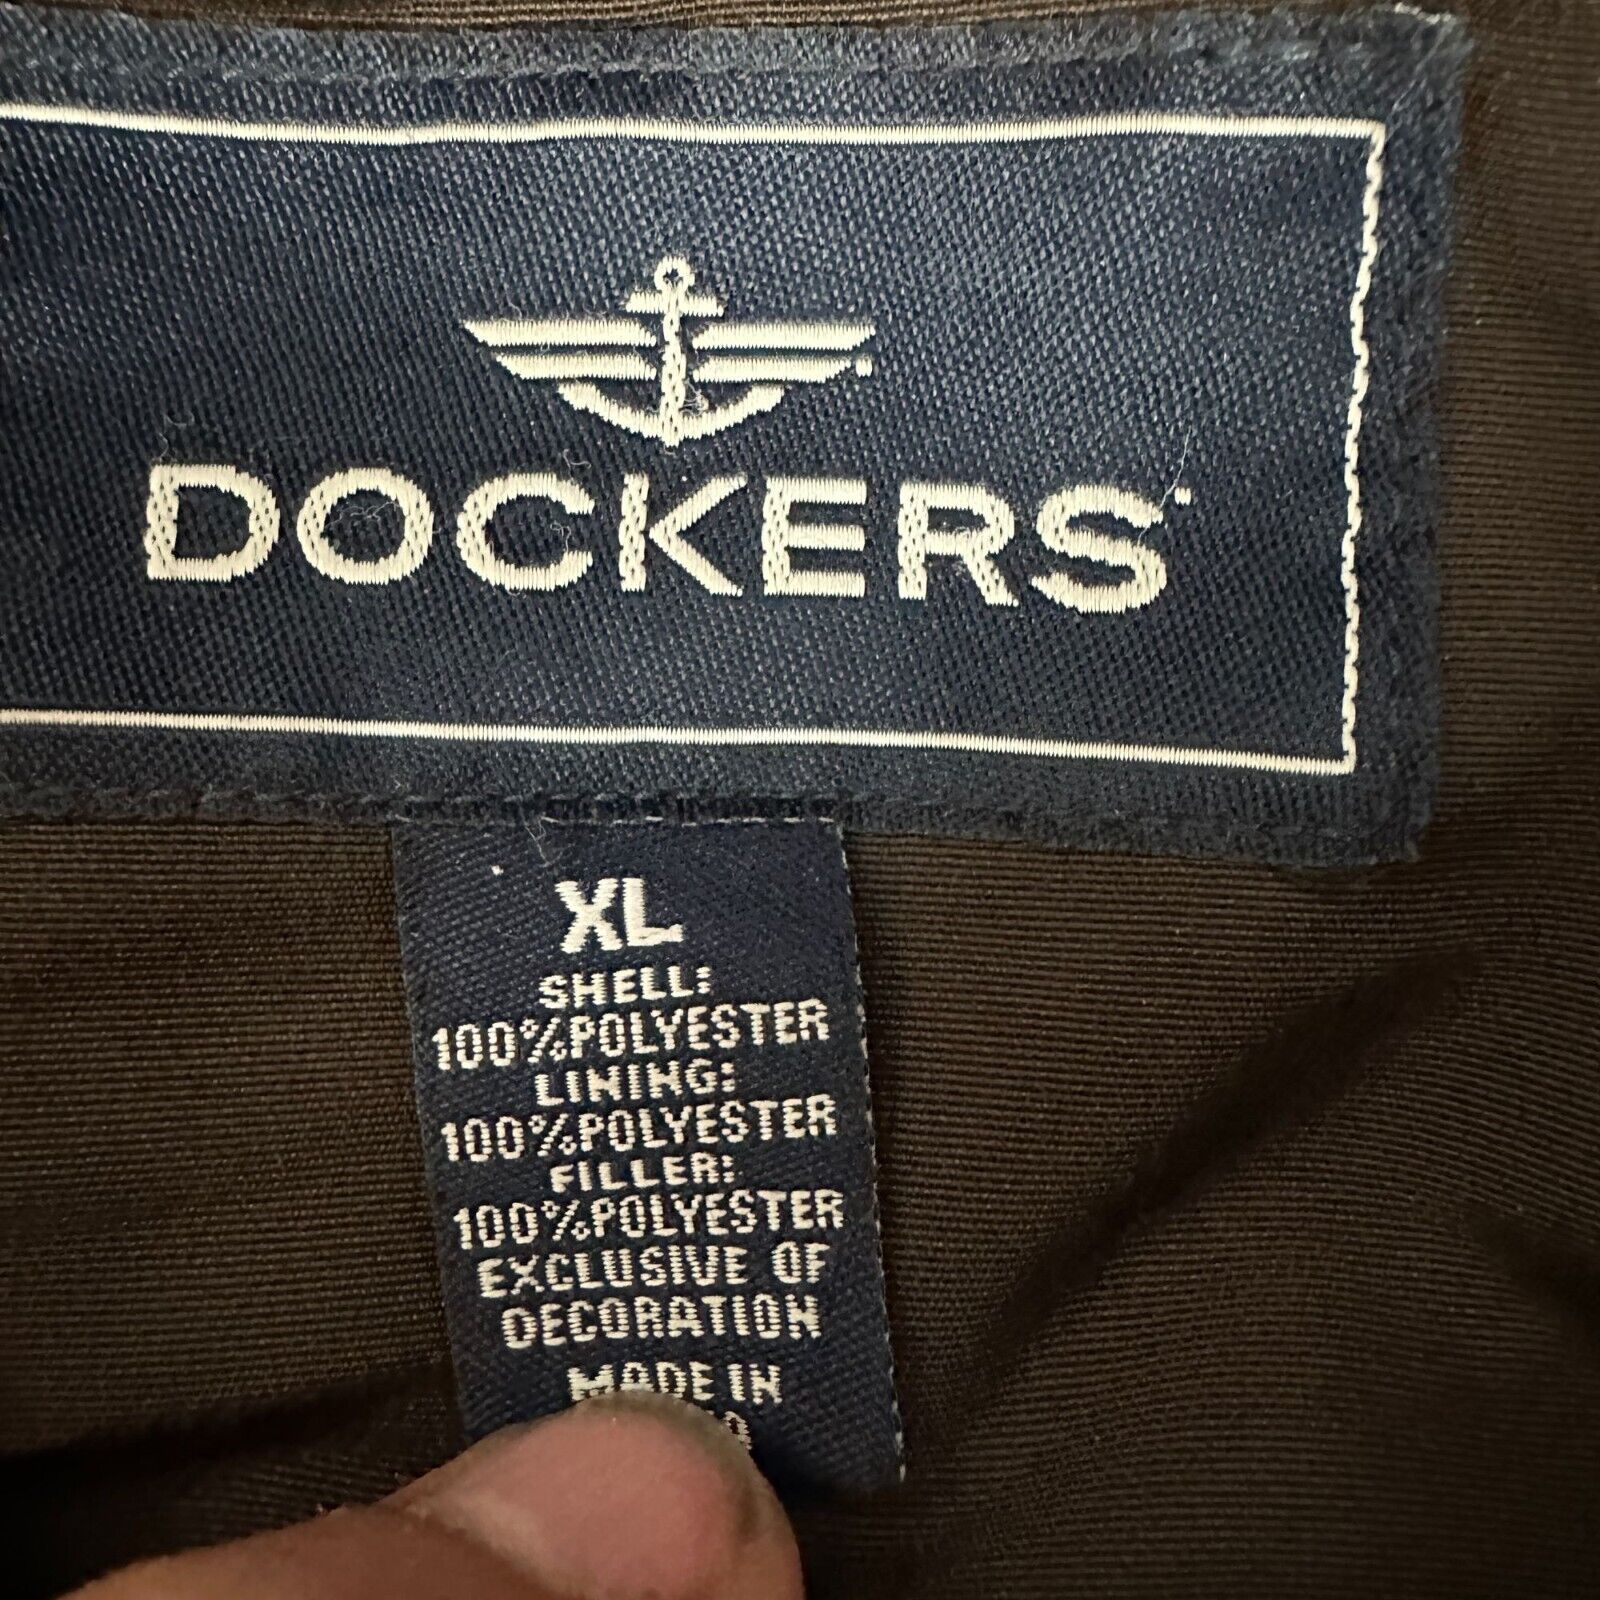 DOCKERS
XL
SHELL:
100%POLYESTER
LINING:
100%POLYESTER
FILLER:
100%POLYESTER
EXCLUSIVE OF
DECORATION
MADE IN